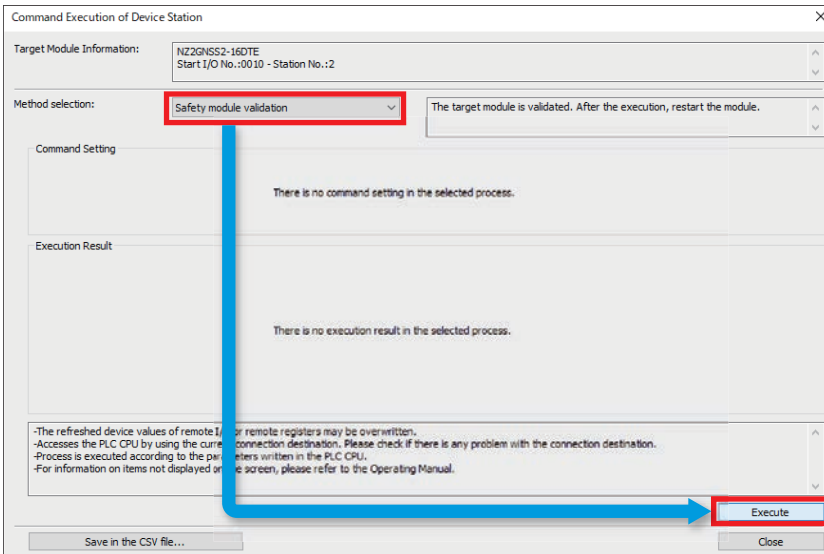 Command Execution of Device Station
Target Module Information:
NZ2GNSS2-16DTE
Start I/O No.:0010 - Station No.:2
Method selection:
Safety module validation
The target module is validated. After the execution, restart the module.
Command Setting
There is no command setting in the selected process.
Execution Result
There is no execution result in the selected process.
-The refreshed device values of remote I/ or remote registers may be overwritten.
-Accesses the PLC CPU by using the curre connection destination. Please check if there is any problem with the connection destination.
-Process is executed according to the par eters written in the PLC CPU.
-For information on items not displayed on e screen, please refer to the Operating Manual.
Execute
Save in the CSV file...
Close